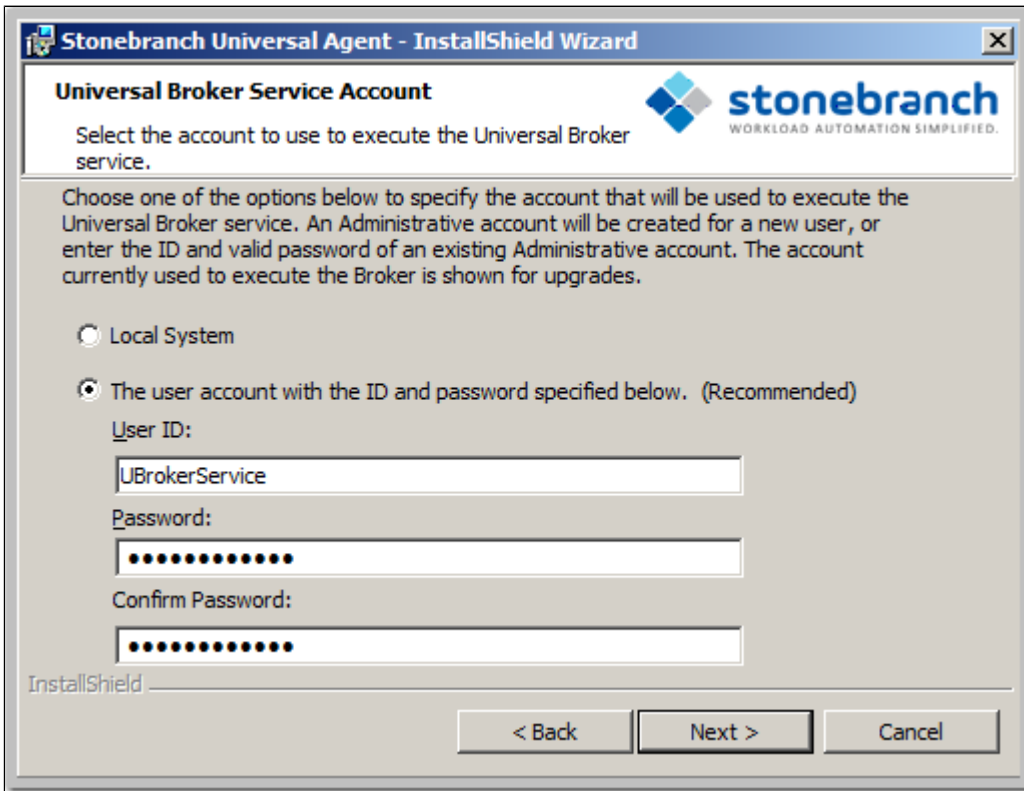 Stonebranch Universal Agent - InstallShield Wizard
Universal Broker Service Account
Select the account to use to execute the Universal Broker
service.
stonebranch
WORKLOAD AUTOMATION SIMPLIFIED.
Choose one of the options below to specify the account that will be used to execute the
Universal Broker service. An Administrative account will be created for a new user, or
enter the ID and valid password of an existing Administrative account. The account
currently used to execute the Broker is shown for upgrades.
Local System
The user account with the ID and password specified below. (Recommended)
User ID:
UBrokerService
Password:
••••••••••••
Confirm Password:
••••••••••••
InstallShield
< Back
Next >
Cancel